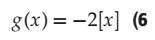 g(x) = −2[x] (6